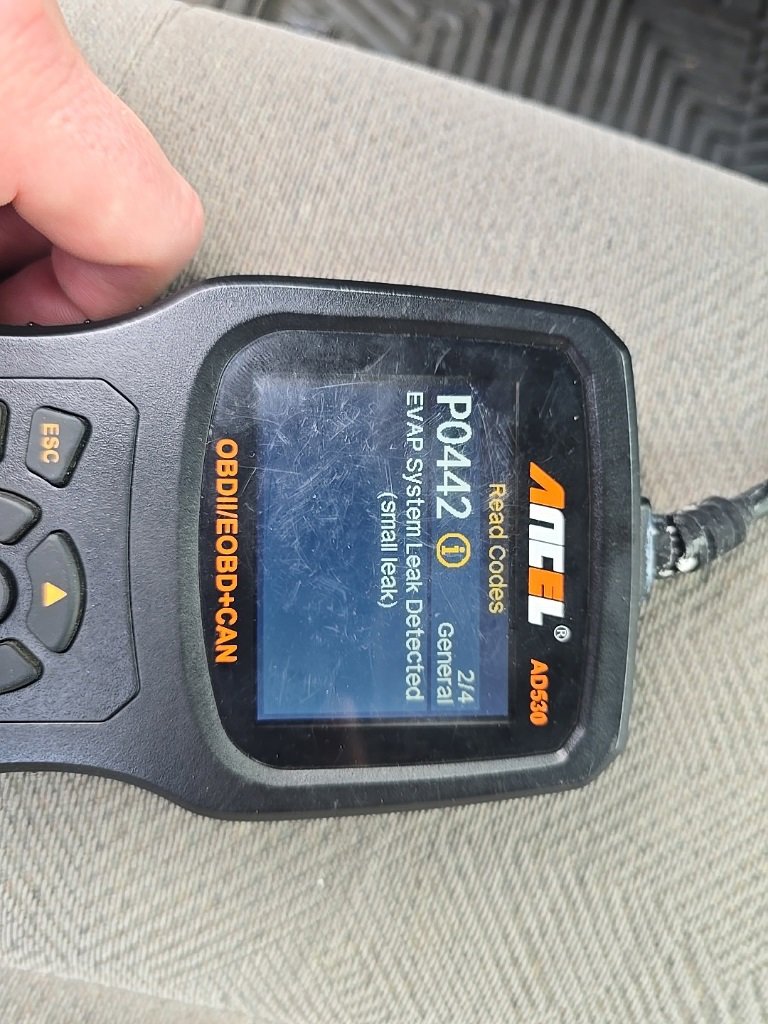 ANCEL® AD530
Read Codes 2/4
P0442 i General
EVAP System Leak Detected
(small leak)
OBDII/EOBD+CAN
ESC